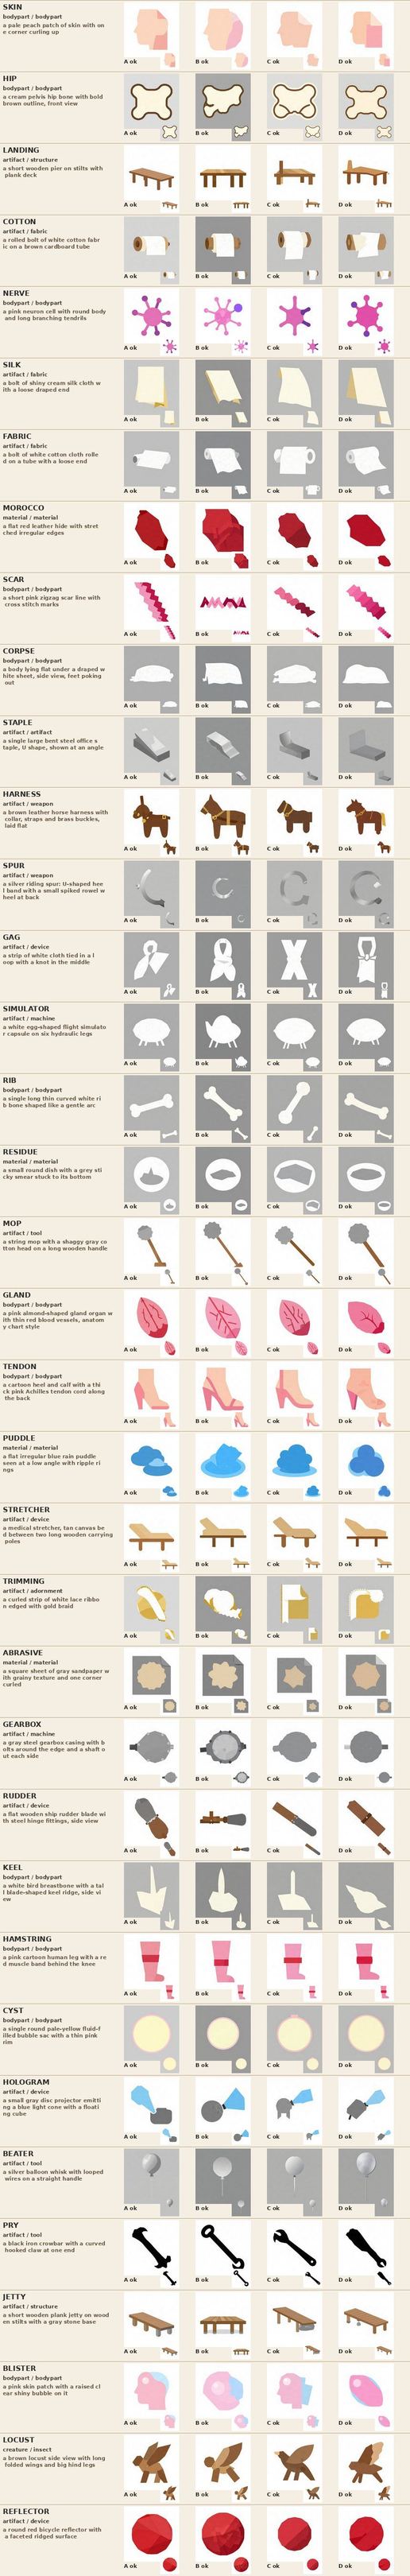 SKIN
bodypart / bodypart
a pale peach patch of skin with on
e corner curling up
A ok B ok C ok D ok
HIP
bodypart / bodypart
a cream pelvis hip bone with bold
brown outline, front view
A ok B ok C ok D ok
LANDING
artifact / structure
a short wooden pier on stilts with
plank deck
A ok B ok C ok D ok
COTTON
artifact / fabric
a rolled bolt of white cotton fabr
ic on a brown cardboard tube
A ok B ok C ok D ok
NERVE
bodypart / bodypart
a pink neuron cell with round body
and long branching tendrils
A ok B ok C ok D ok
SILK
artifact / fabric
a bolt of shiny cream silk cloth w
ith a loose draped end
A ok B ok C ok D ok
FABRIC
artifact / fabric
a bolt of white cotton cloth rolle
d on a tube with a loose end
A ok B ok C ok D ok
MOROCCO
material / material
a flat red leather hide with stret
ched irregular edges
A ok B ok C ok D ok
SCAR
bodypart / bodypart
a short pink zigzag scar line with
cross stitch marks
A ok B ok C ok D ok
CORPSE
bodypart / bodypart
a body lying flat under a draped w
hite sheet, side view, feet poking
out
A ok B ok C ok D ok
STAPLE
artifact / artifact
a single large bent steel office s
taple, U shape, shown at an angle
A ok B ok C ok D ok
HARNESS
artifact / weapon
a brown leather horse harness with
collar, straps and brass buckles,
laid flat
A ok B ok C ok D ok
SPUR
artifact / weapon
a silver riding spur: U-shaped hee
l band with a small spiked rowel w
heel at back
A ok B ok C ok D ok
GAG
artifact / device
a strip of white cloth tied in a l
oop with a knot in the middle
A ok B ok C ok D ok
SIMULATOR
artifact / machine
a white egg-shaped flight simulato
r capsule on six hydraulic legs
A ok B ok C ok D ok
RIB
bodypart / bodypart
a single long thin curved white ri
b bone shaped like a gentle arc
A ok B ok C ok D ok
RESIDUE
material / material
a small round dish with a grey sti
cky smear stuck to its bottom
A ok B ok C ok D ok
MOP
artifact / tool
a string mop with a shaggy gray co
tton head on a long wooden handle
A ok B ok C ok D ok
GLAND
bodypart / bodypart
a pink almond-shaped gland organ w
ith thin red blood vessels, anatom
y chart style
A ok B ok C ok D ok
TENDON
bodypart / bodypart
a cartoon heel and calf with a thi
ck pink Achilles tendon cord along
the back
A ok B ok C ok D ok
PUDDLE
material / material
a flat irregular blue rain puddle
seen at a low angle with ripple ri
ngs
A ok B ok C ok D ok
STRETCHER
artifact / structure
a medical stretcher, tan canvas be
d between two long wooden carrying
poles
A ok B ok C ok D ok
TRIMMING
artifact / adornment
a curled strip of white lace ribbo
n edged with gold braid
A ok B ok C ok D ok
ABRASIVE
material / material
a square sheet of gray sandpaper w
ith grainy texture and one corner
curled
A ok B ok C ok D ok
GEARBOX
artifact / machine
a gray steel gearbox casing with b
olts around the edge and a shaft o
ut each side
A ok B ok C ok D ok
RUDDER
artifact / device
a flat wooden ship rudder blade wi
th steel hinge fittings, side view
A ok B ok C ok D ok
KEEL
bodypart / bodypart
a white bird breastbone with a tal
l blade-shaped keel ridge, side vi
ew
A ok B ok C ok D ok
HAMSTRING
bodypart / bodypart
a pink cartoon human leg with a re
d muscle band behind the knee
A ok B ok C ok D ok
CYST
bodypart / bodypart
a single round pale-yellow fluid-f
illed bubble sac with a thin pink
rim
A ok B ok C ok D ok
HOLOGRAM
artifact / device
a small gray disc projector emitti
ng a blue light cone with a floati
ng cube
A ok B ok C ok D ok
BEATER
artifact / tool
a silver balloon whisk with looped
wires on a straight handle
A ok B ok C ok D ok
PRY
artifact / tool
a black iron crowbar with a curved
hooked claw at one end
A ok B ok C ok D ok
JETTY
artifact / structure
a short wooden plank jetty on wood
en stilts with a gray stone base
A ok B ok C ok D ok
BLISTER
bodypart / bodypart
a pink skin patch with a raised cl
ear shiny bubble on it
A ok B ok C ok D ok
LOCUST
creature / insect
a brown locust side view with long
folded wings and big hind legs
A ok B ok C ok D ok
REFLECTOR
artifact / device
a round red bicycle reflector with
a faceted ridged surface
A ok B ok C ok D ok